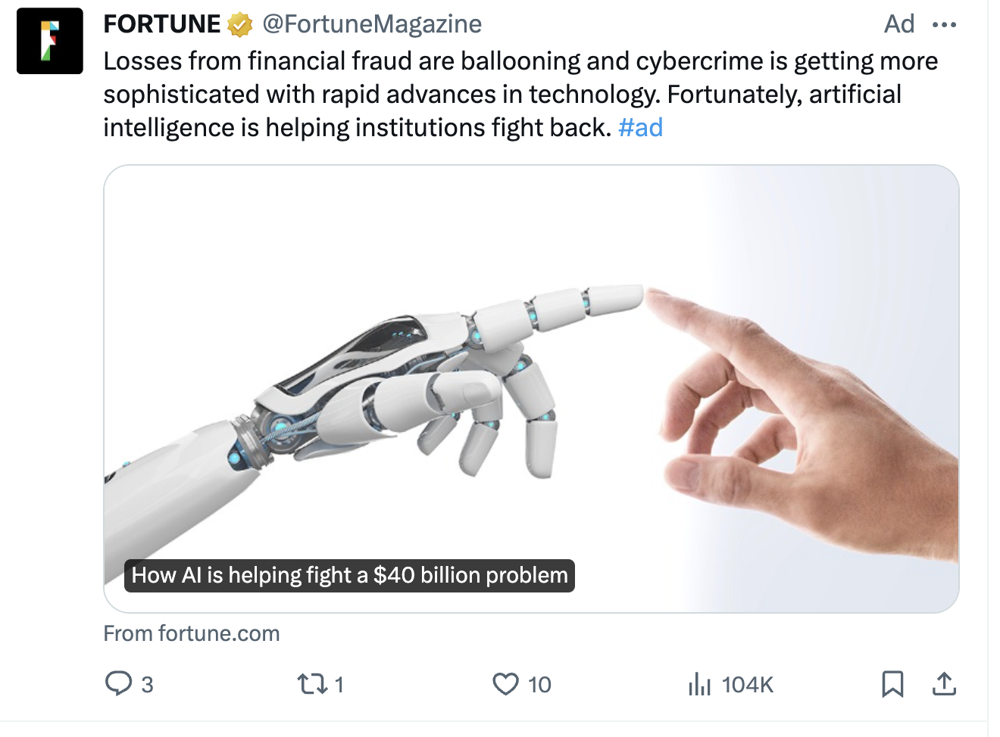 FORTUNE @FortuneMagazine Ad
Losses from financial fraud are ballooning and cybercrime is getting more
sophisticated with rapid advances in technology. Fortunately, artificial
intelligence is helping institutions fight back. #ad
How AI is helping fight a $40 billion problem
From fortune.com
3 1 10 104K